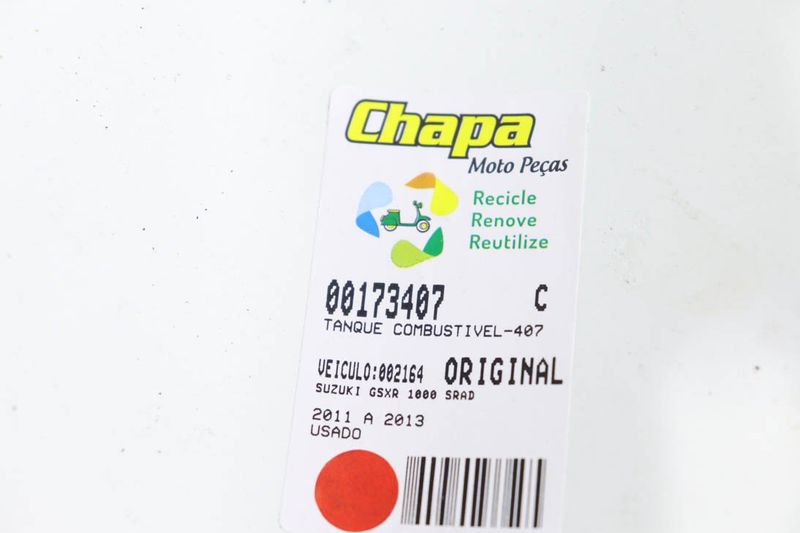 Chapa
Moto Peças
Recicle
Renove
Reutilize
00173407 C
TANQUE COMBUSTIVEL-407
VEICULO:002164 ORIGINAL
SUZUKI GSXR 1000 SRAD
2011 A 2013
USADO